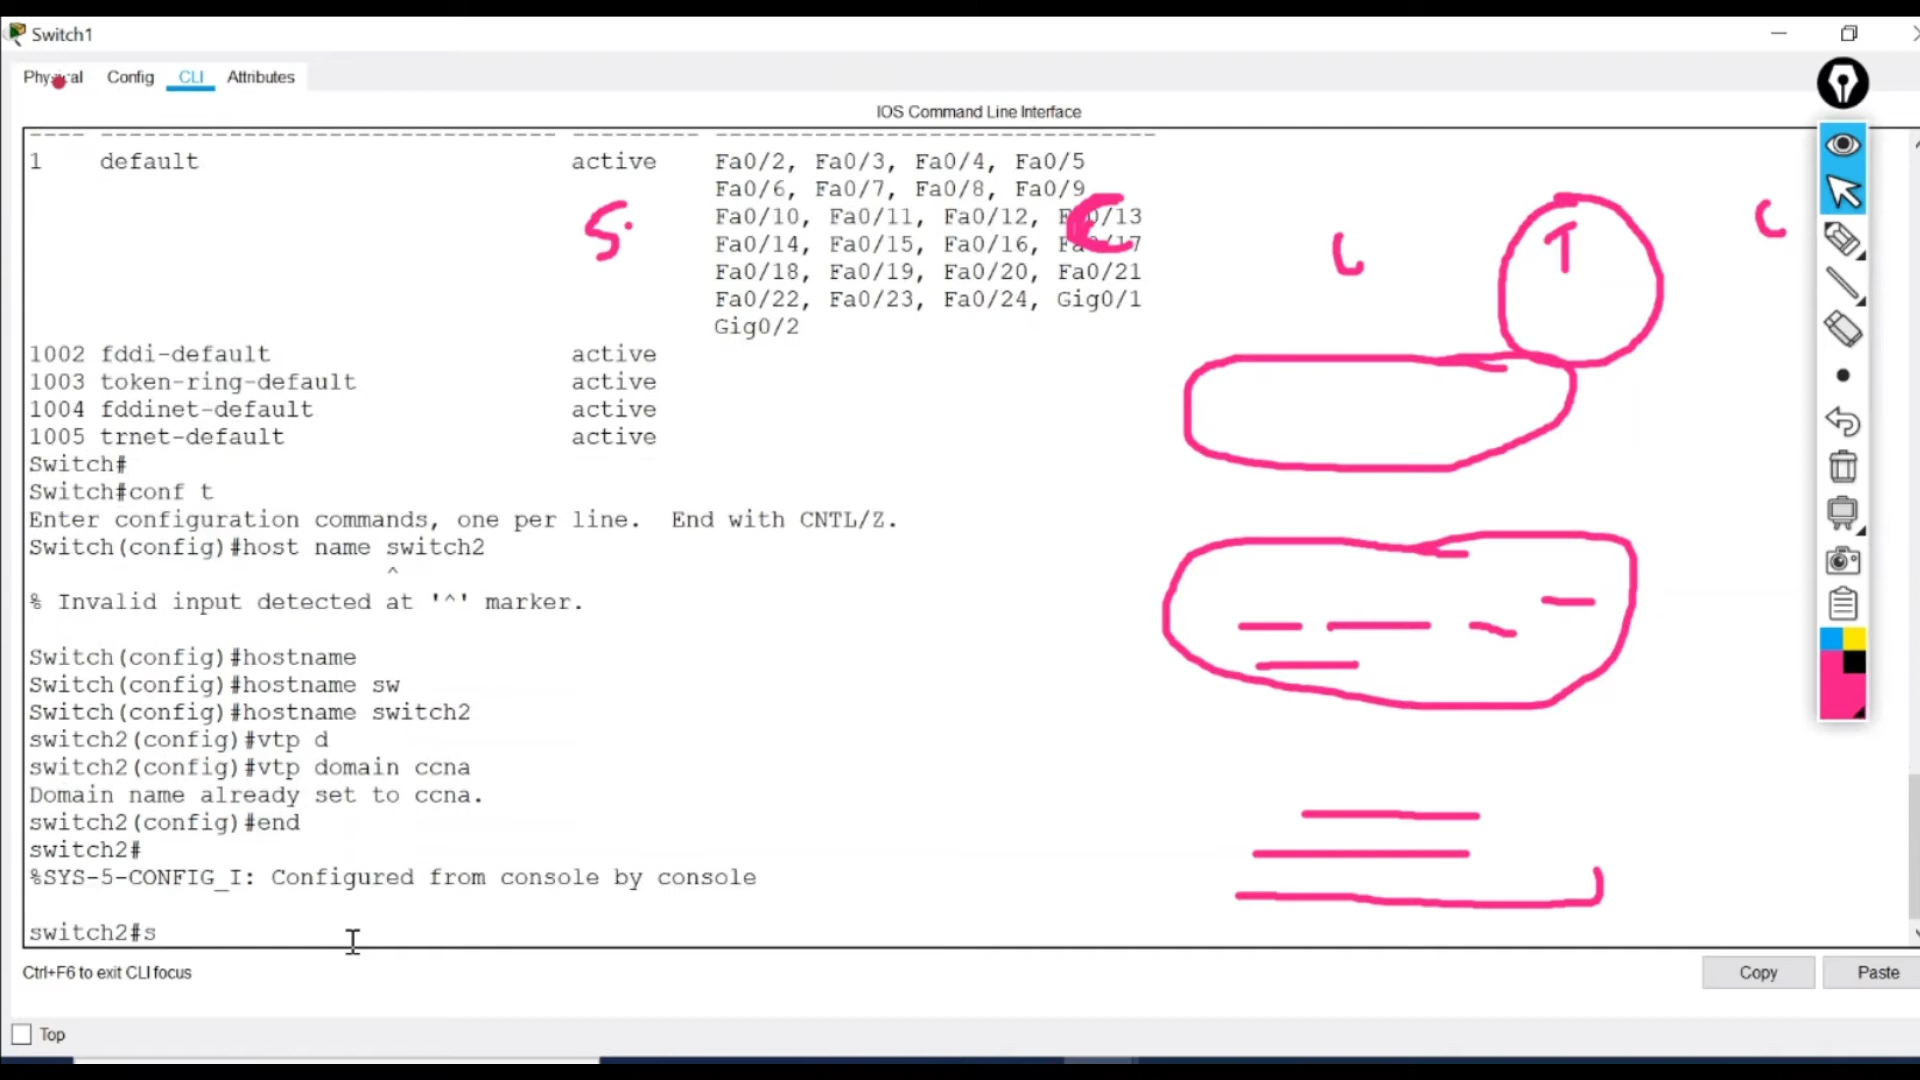 Switch1
Physical Config CLI Attributes
IOS Command Line Interface
---- -------------------------------- --------- -------------------------------
1 default active Fa0/2, Fa0/3, Fa0/4, Fa0/5
Fa0/6, Fa0/7, Fa0/8, Fa0/9
Fa0/10, Fa0/11, Fa0/12, Fa0/13
Fa0/14, Fa0/15, Fa0/16, Fa0/17
Fa0/18, Fa0/19, Fa0/20, Fa0/21
Fa0/22, Fa0/23, Fa0/24, Gig0/1
Gig0/2
S C T C
1002 fddi-default active
1003 token-ring-default active
1004 fddinet-default active
1005 trnet-default active
Switch#
Switch#conf t
Enter configuration commands, one per line. End with CNTL/Z.
Switch(config)#host name switch2
^
% Invalid input detected at '^' marker.
Switch(config)#hostname
Switch(config)#hostname sw
Switch(config)#hostname switch2
switch2(config)#vtp d
switch2(config)#vtp domain ccna
Domain name already set to ccna.
switch2(config)#end
switch2#
%SYS-5-CONFIG_I: Configured from console by console
switch2#s
Ctrl+F6 to exit CLI focus
Copy Paste
Top